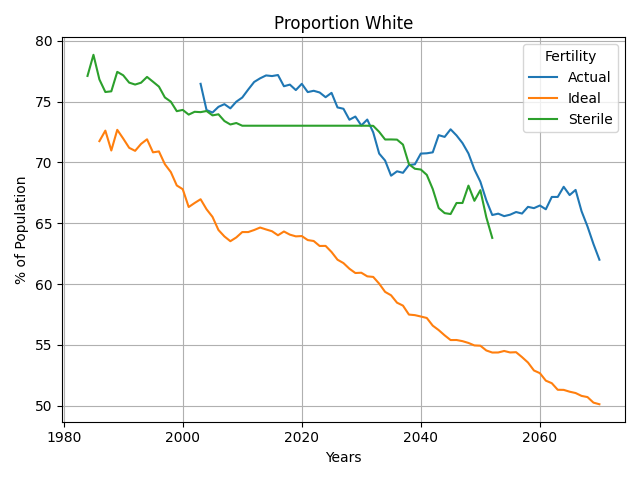 Proportion White
Fertility
Actual
Ideal
Sterile
% of Population
80
75
70
65
60
55
50
1980
2000
2020
2040
2060
Years